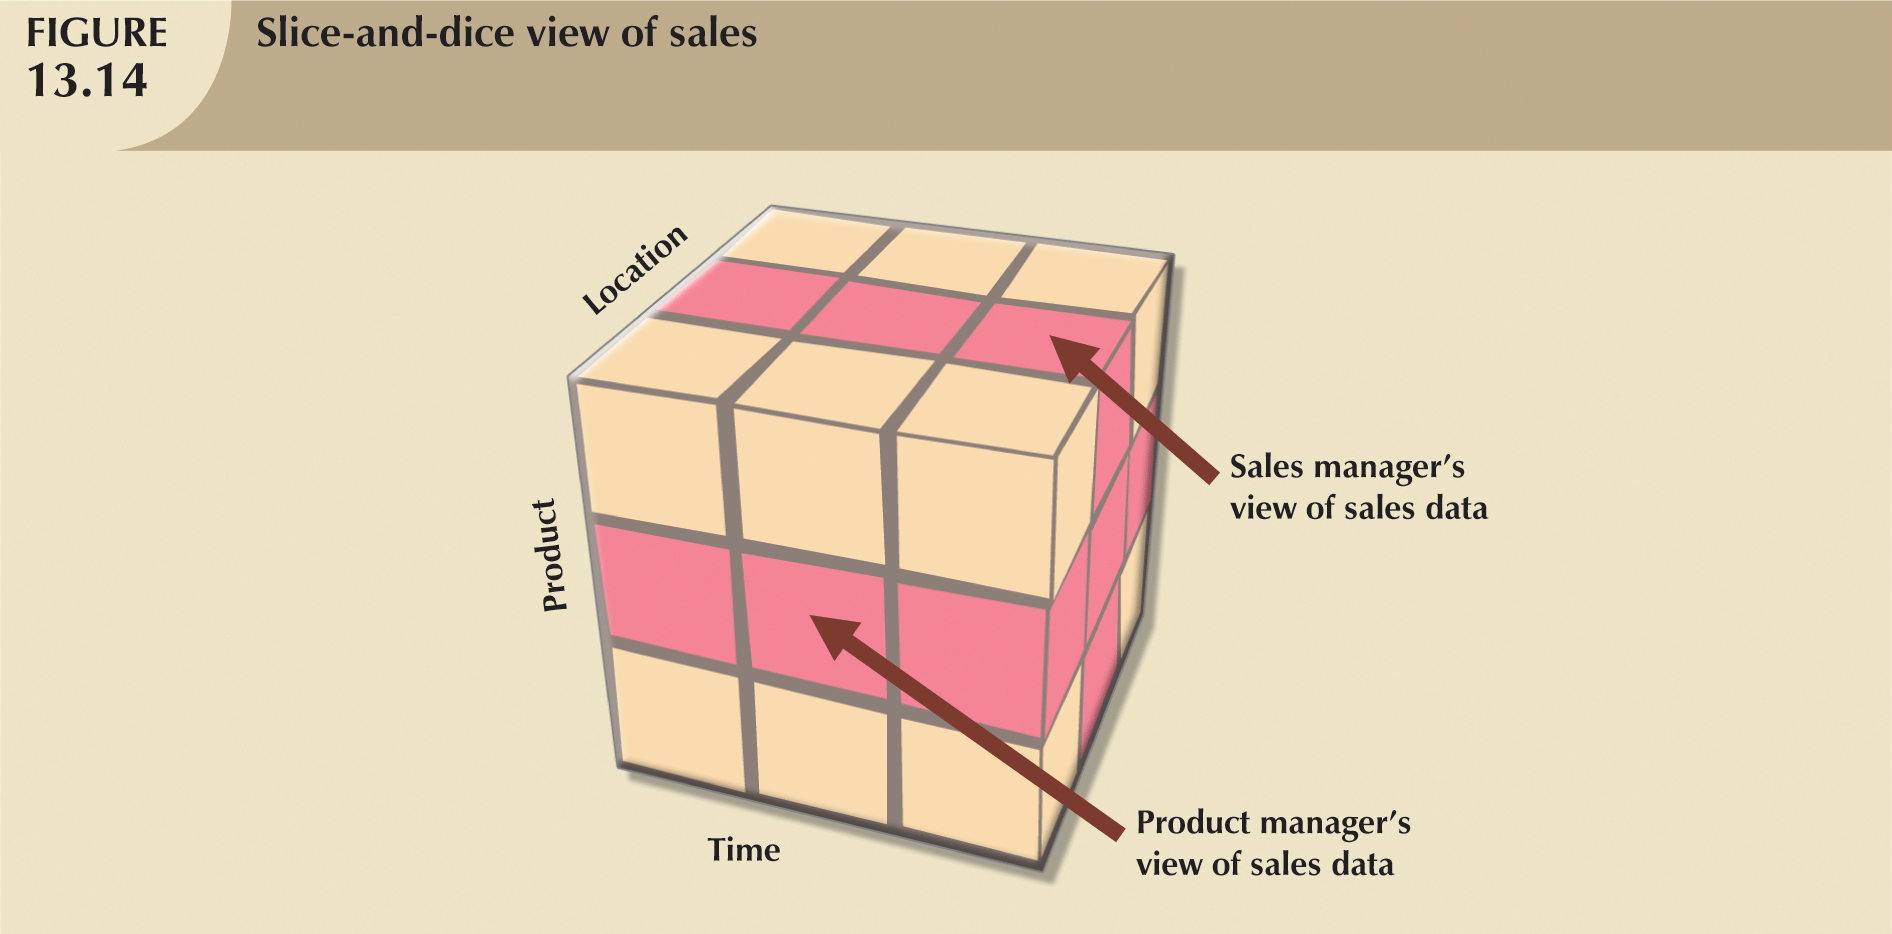 FIGURE
13.14
Slice-and-dice view of sales
Location
Product
Time
Sales manager’s
view of sales data
Product manager’s
view of sales data